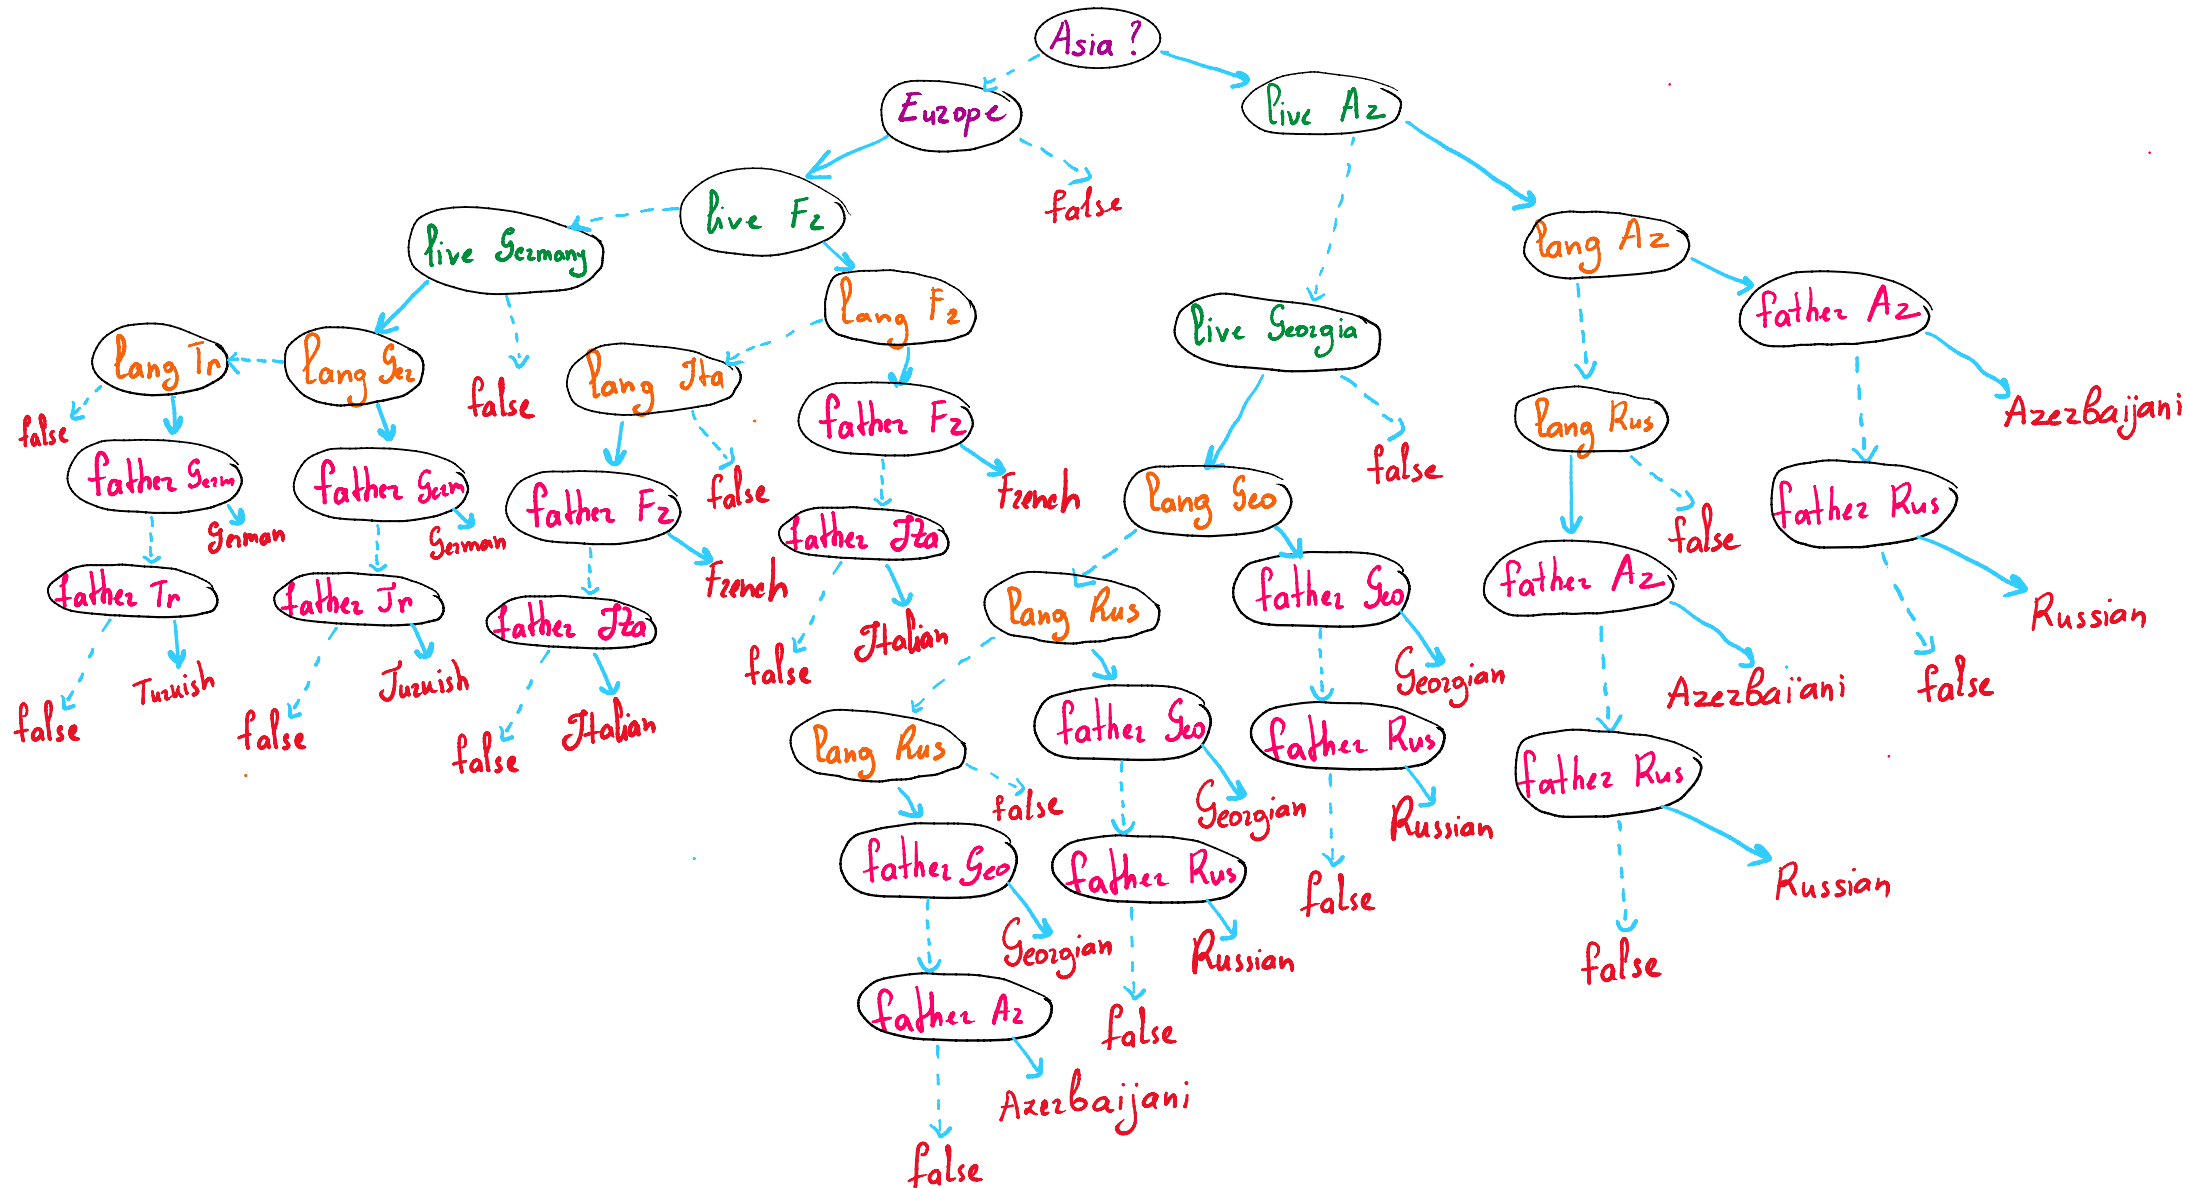 Asia ?
Europe
live Az
live Fr
false
live Germany
lang Az
lang Fr
father Az
live Georgia
lang Tr
lang Ger
false
lang Ita
father Fr
Azerbaijani
false
lang Rus
father Germ
father Germ
false
false
French
father Fr
lang Geo
father Rus
German
German
father Ita
false
French
father Tr
father Tr
father Geo
father Az
lang Rus
Russian
father Ita
Italian
false
Georgian
Turkish
Turkish
Azerbaiani
false
false
false
Italian
false
father Geo
father Rus
lang Rus
father Rus
false
Georgian
Russian
father Geo
father Rus
false
Russian
Georgian
Russian
false
father Az
false
Azerbaijani
false